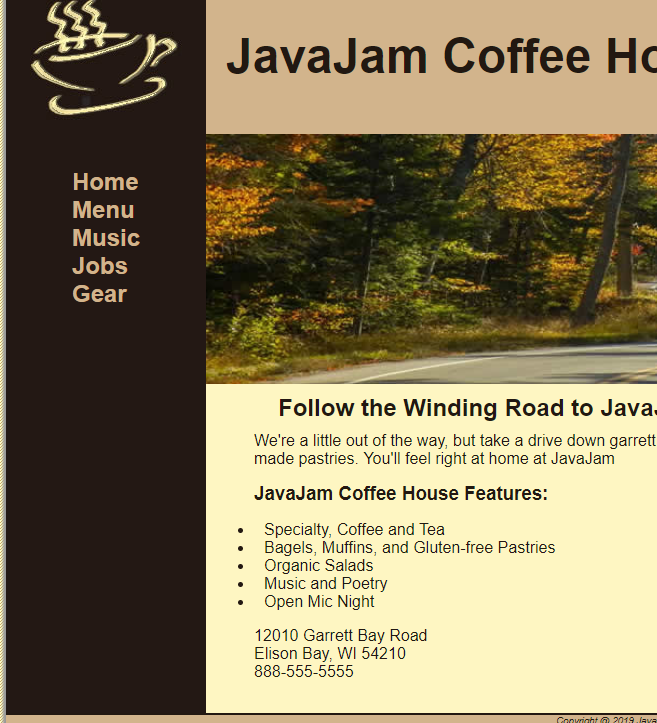 JavaJam Coffee Ho
Home
Menu
Music
Jobs
Gear
Follow the Winding Road to Java
We're a little out of the way, but take a drive down garrett
made pastries. You'll feel right at home at JavaJam
JavaJam Coffee House Features:
• Specialty, Coffee and Tea
• Bagels, Muffins, and Gluten-free Pastries
• Organic Salads
• Music and Poetry
• Open Mic Night
12010 Garrett Bay Road
Elison Bay, WI 54210
888-555-5555
Copyright @ 2019 Java